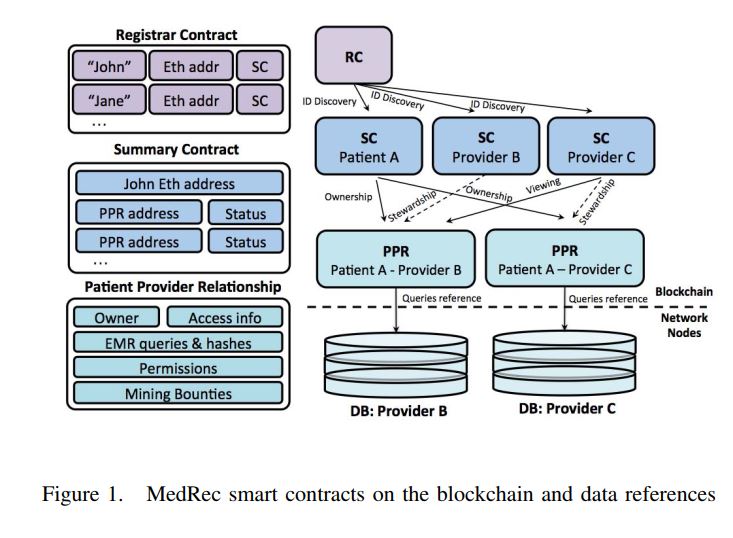 Registrar Contract
"John" Eth addr SC
"Jane" Eth addr SC
...
Summary Contract
John Eth address
PPR address Status
PPR address Status
...
Patient Provider Relationship
Owner Access info
EMR queries & hashes
Permissions
Mining Bounties
RC
ID Discovery ID Discovery ID Discovery
SC
Patient A
SC
Provider B
SC
Provider C
Ownership
Stewardship
Ownership
Viewing
Stewardship
PPR
Patient A - Provider B
PPR
Patient A – Provider C
Blockchain
Queries reference
Queries reference
Network
Nodes
DB: Provider B
DB: Provider C
Figure 1. MedRec smart contracts on the blockchain and data references